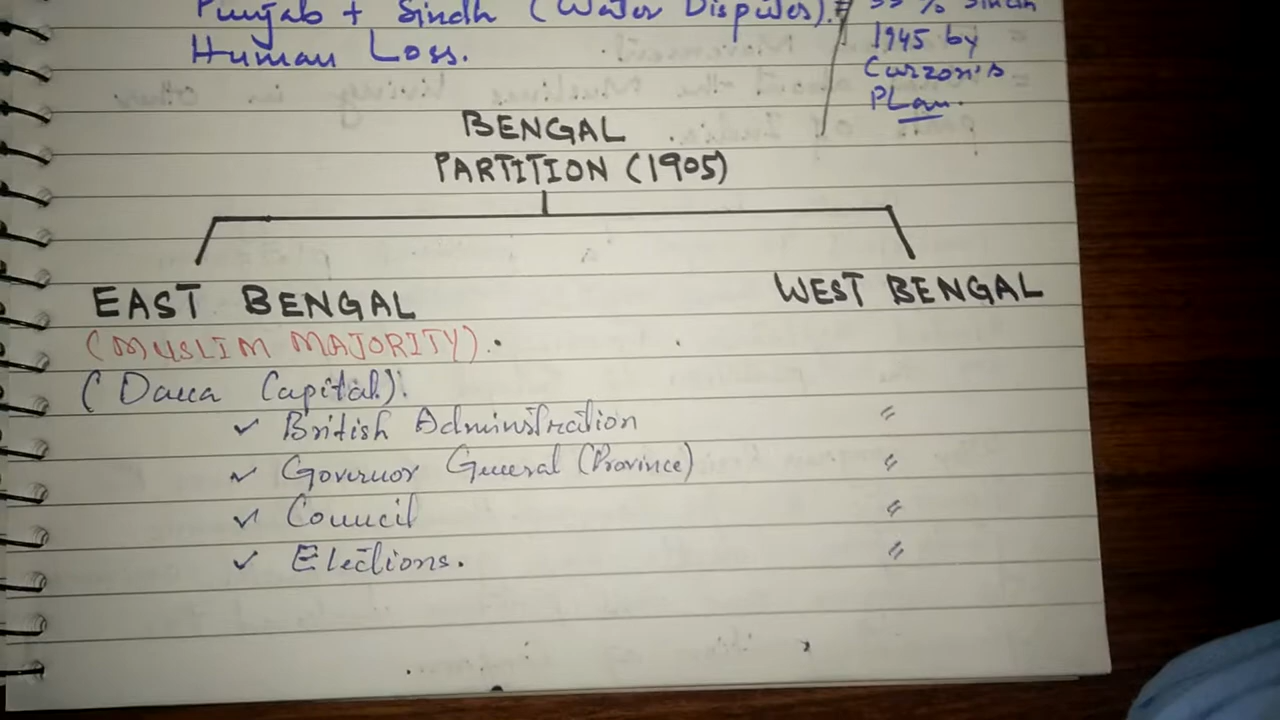 Punjab + Sindh (Water Disputes).
Human Loss.
1945 by
Curzon's
PLan.
BENGAL
PARTITION (1905)
EAST BENGAL
WEST BENGAL
(MUSLIM MAJORITY).
(Dacca Capital).
✓ British Adminstration 〃
✓ Governor General (Province) 〃
✓ Council 〃
✓ Elections. 〃